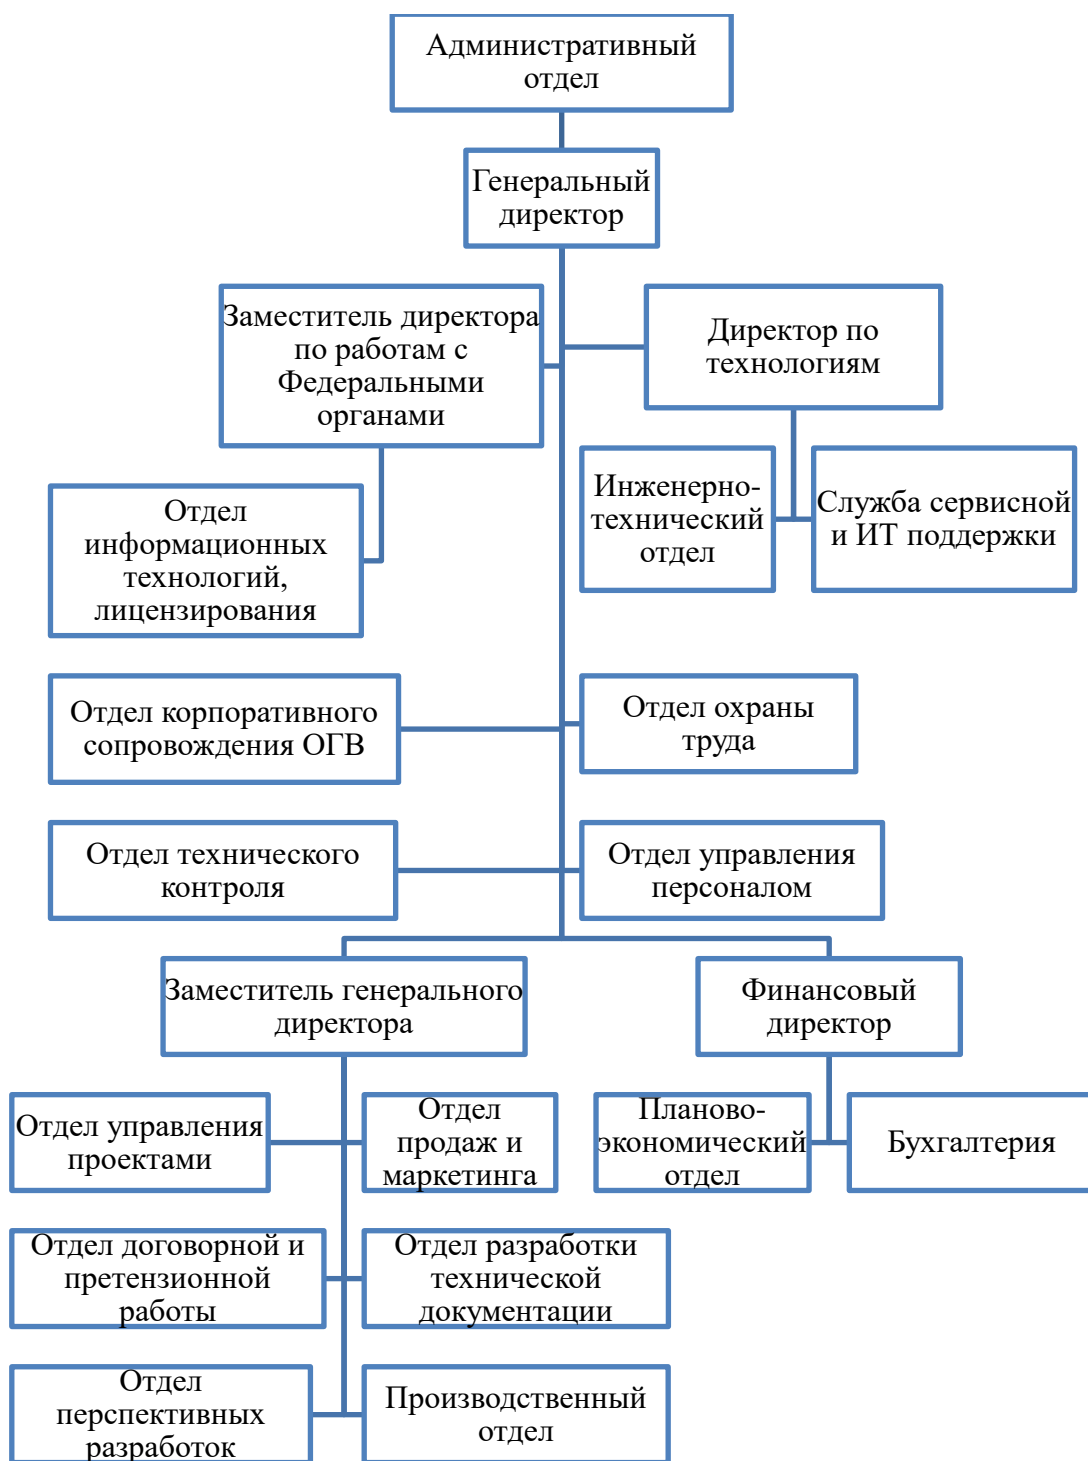 Административный
отдел
Генеральный
директор
Заместитель директора
по работам с
Федеральными
органами
Директор по
технологиям
Отдел
информационных
технологий,
лицензирования
Инженерно-
технический
отдел
Служба сервисной
и ИТ поддержки
Отдел корпоративного
сопровождения ОГВ
Отдел охраны
труда
Отдел технического
контроля
Отдел управления
персоналом
Заместитель генерального
директора
Финансовый
директор
Отдел управления
проектами
Отдел
продаж и
маркетинга
Планово-
экономический
отдел
Бухгалтерия
Отдел договорной и
претензионной
работы
Отдел разработки
технической
документации
Отдел
перспективных
разработок
Производственный
отдел